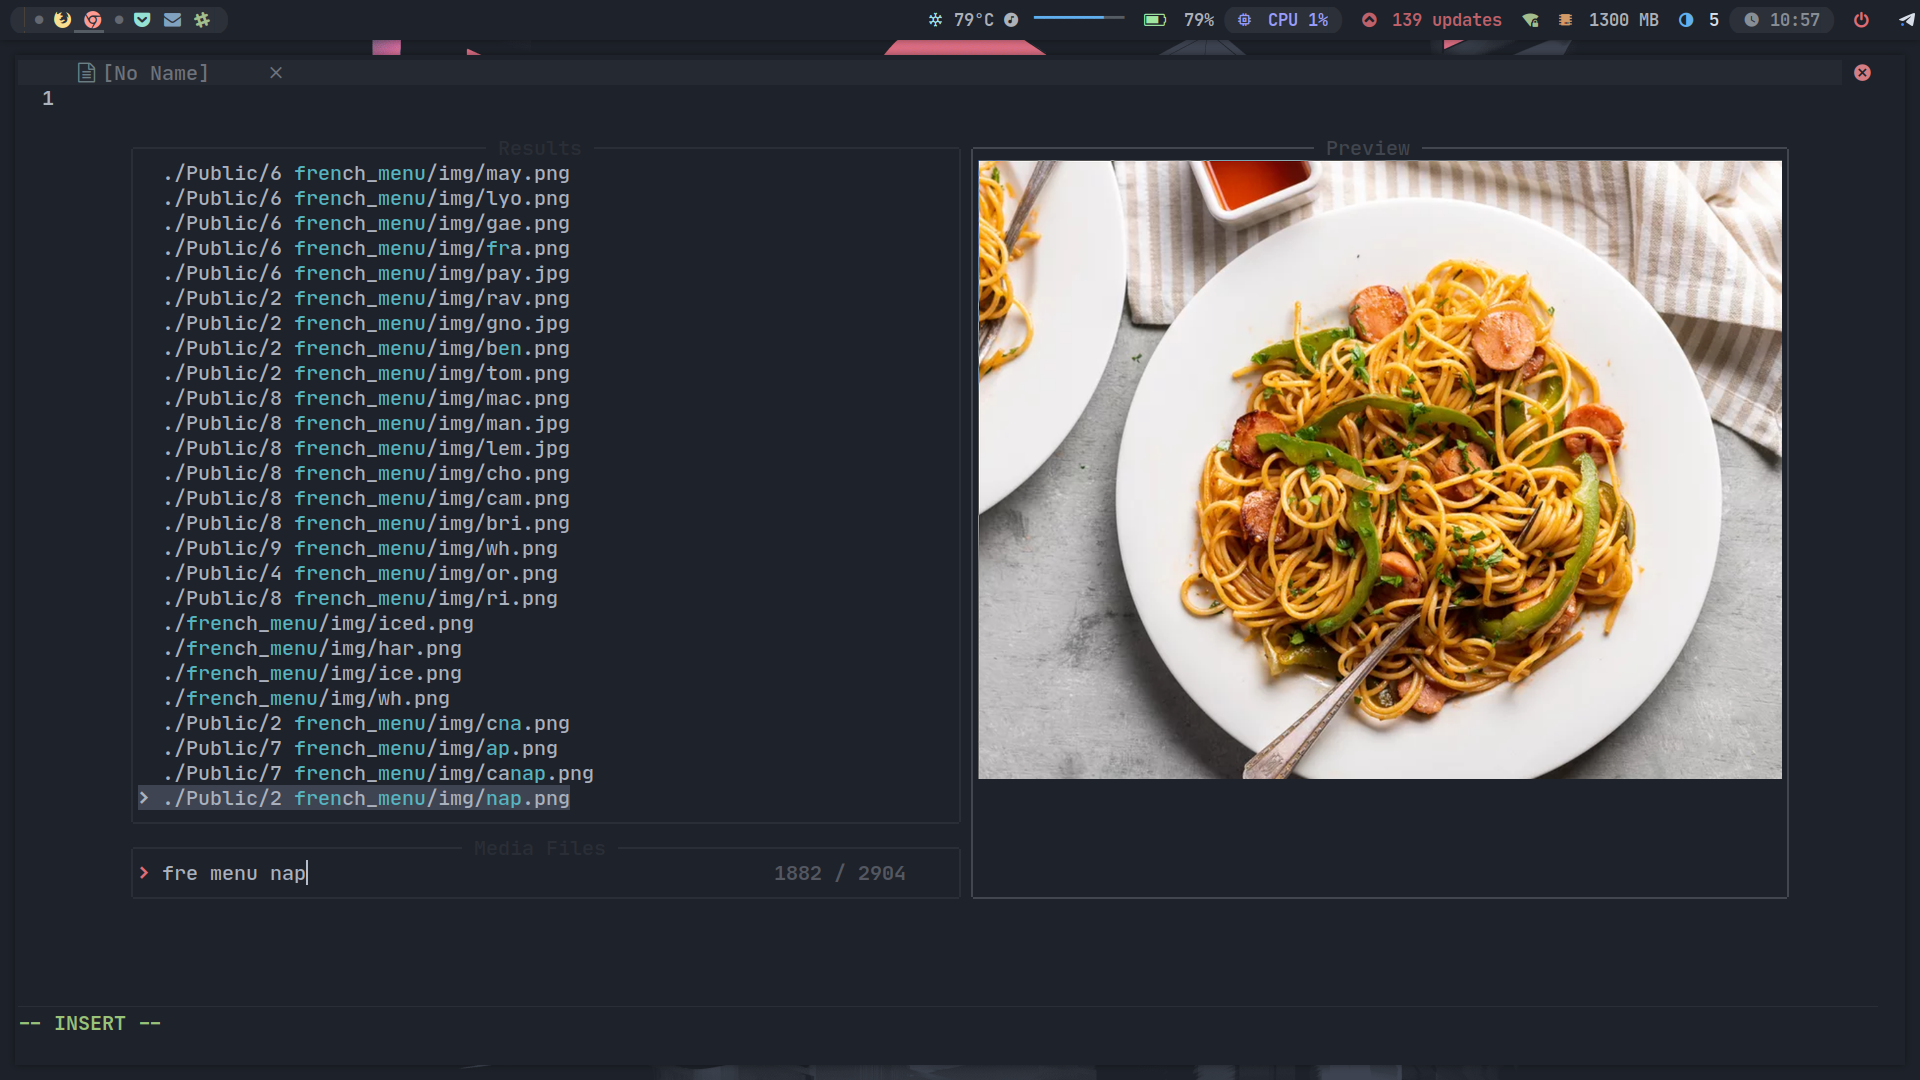 79°C 79% CPU 1% 139 updates 1300 MB 5 10:57
[No Name]
1
Results
Preview
./Public/6 french_menu/img/may.png
./Public/6 french_menu/img/lyo.png
./Public/6 french_menu/img/gae.png
./Public/6 french_menu/img/fra.png
./Public/6 french_menu/img/pay.jpg
./Public/2 french_menu/img/rav.png
./Public/2 french_menu/img/gno.jpg
./Public/2 french_menu/img/ben.png
./Public/2 french_menu/img/tom.png
./Public/8 french_menu/img/mac.png
./Public/8 french_menu/img/man.jpg
./Public/8 french_menu/img/lem.jpg
./Public/8 french_menu/img/cho.png
./Public/8 french_menu/img/cam.png
./Public/8 french_menu/img/bri.png
./Public/9 french_menu/img/wh.png
./Public/4 french_menu/img/or.png
./Public/8 french_menu/img/ri.png
./french_menu/img/iced.png
./french_menu/img/har.png
./french_menu/img/ice.png
./french_menu/img/wh.png
./Public/2 french_menu/img/cna.png
./Public/7 french_menu/img/ap.png
./Public/7 french_menu/img/canap.png
> ./Public/2 french_menu/img/nap.png
Media Files
> fre menu nap 1882 / 2904
-- INSERT --